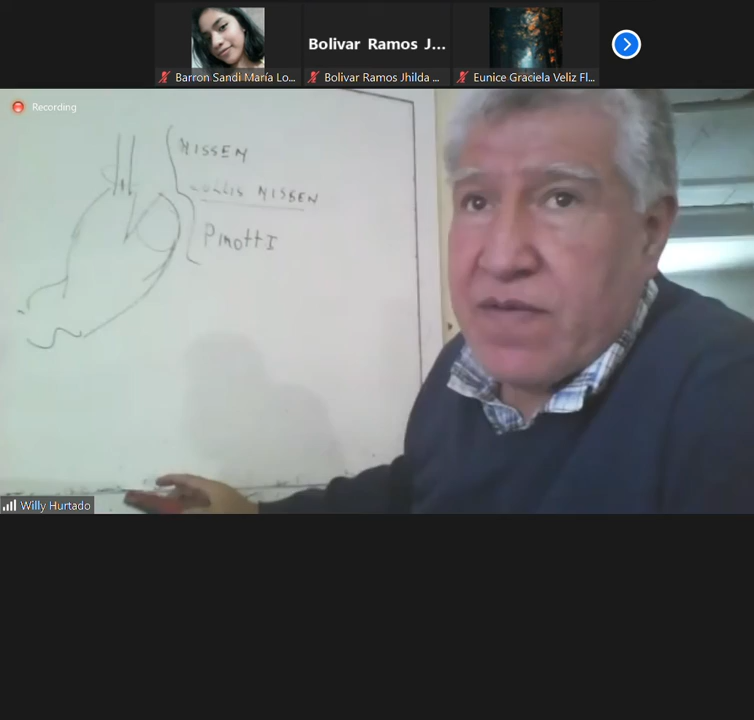 Barron Sandi María Lo...
Bolivar Ramos J...
Bolivar Ramos Jhilda ...
Eunice Graciela Veliz Fl...
Recording
NISSEN
NISSEN
PinottI
Willy Hurtado